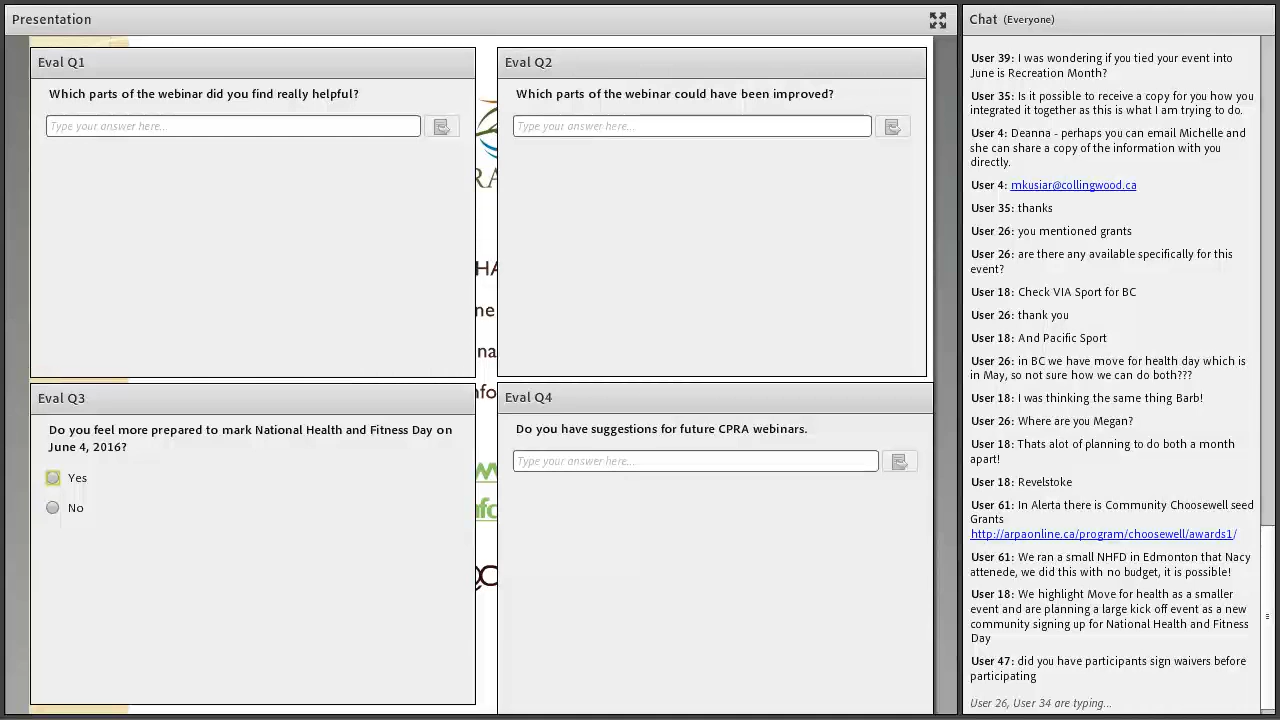 Presentation
Eval Q1
Which parts of the webinar did you find really helpful?
Type your answer here...
Eval Q2
Which parts of the webinar could have been improved?
Type your answer here...
RA
HA
ne
na
nfo
Eval Q3
Do you feel more prepared to mark National Health and Fitness Day on
June 4, 2016?
Yes
No
Eval Q4
Do you have suggestions for future CPRA webinars.
Type your answer here...
Chat (Everyone)
User 39: I was wondering if you tied your event into
June is Recreation Month?
User 35: Is it possible to receive a copy for you how you
integrated it together as this is what I am trying to do.
User 4: Deanna - perhaps you can email Michelle and
she can share a copy of the information with you
directly.
User 4: mkusiar@collingwood.ca
User 35: thanks
User 26: you mentioned grants
User 26: are there any available specifically for this
event?
User 18: Check VIA Sport for BC
User 26: thank you
User 18: And Pacific Sport
User 26: in BC we have move for health day which is
in May, so not sure how we can do both???
User 18: I was thinking the same thing Barb!
User 26: Where are you Megan?
User 18: Thats alot of planning to do both a month
apart!
User 18: Revelstoke
User 61: In Alerta there is Community Choosewell seed
Grants
http://arpaonline.ca/program/choosewell/awards1/
User 61: We ran a small NHFD in Edmonton that Nacy
attenede, we did this with no budget, it is possible!
User 18: We highlight Move for health as a smaller
event and are planning a large kick off event as a new
community signing up for National Health and Fitness
Day
User 47: did you have participants sign waivers before
participating
User 26, User 34 are typing...